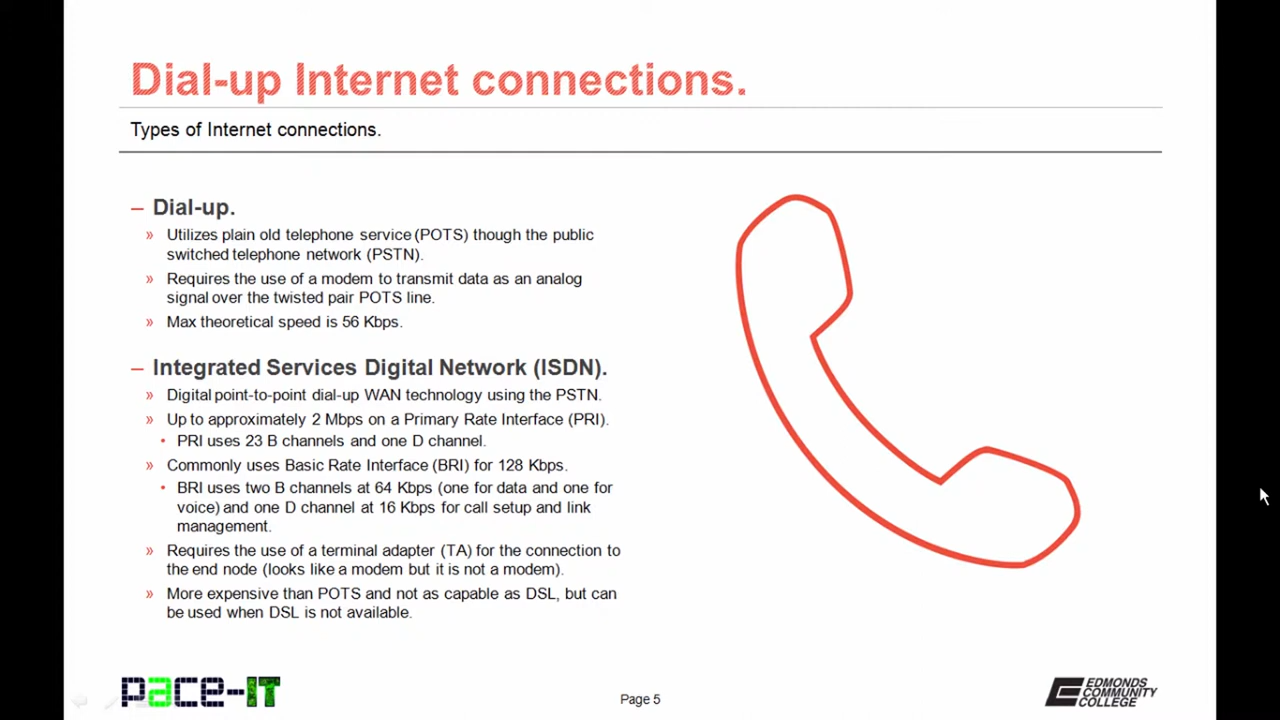 Dial-up Internet connections.
Types of Internet connections.
– Dial-up.
» Utilizes plain old telephone service (POTS) though the public
switched telephone network (PSTN).
» Requires the use of a modem to transmit data as an analog
signal over the twisted pair POTS line.
» Max theoretical speed is 56 Kbps.
– Integrated Services Digital Network (ISDN).
» Digital point-to-point dial-up WAN technology using the PSTN.
» Up to approximately 2 Mbps on a Primary Rate Interface (PRI).
• PRI uses 23 B channels and one D channel.
» Commonly uses Basic Rate Interface (BRI) for 128 Kbps.
• BRI uses two B channels at 64 Kbps (one for data and one for
voice) and one D channel at 16 Kbps for call setup and link
management.
» Requires the use of a terminal adapter (TA) for the connection to
the end node (looks like a modem but it is not a modem).
» More expensive than POTS and not as capable as DSL, but can
be used when DSL is not available.
pace-IT
Page 5
EDMONDS
COMMUNITY
COLLEGE